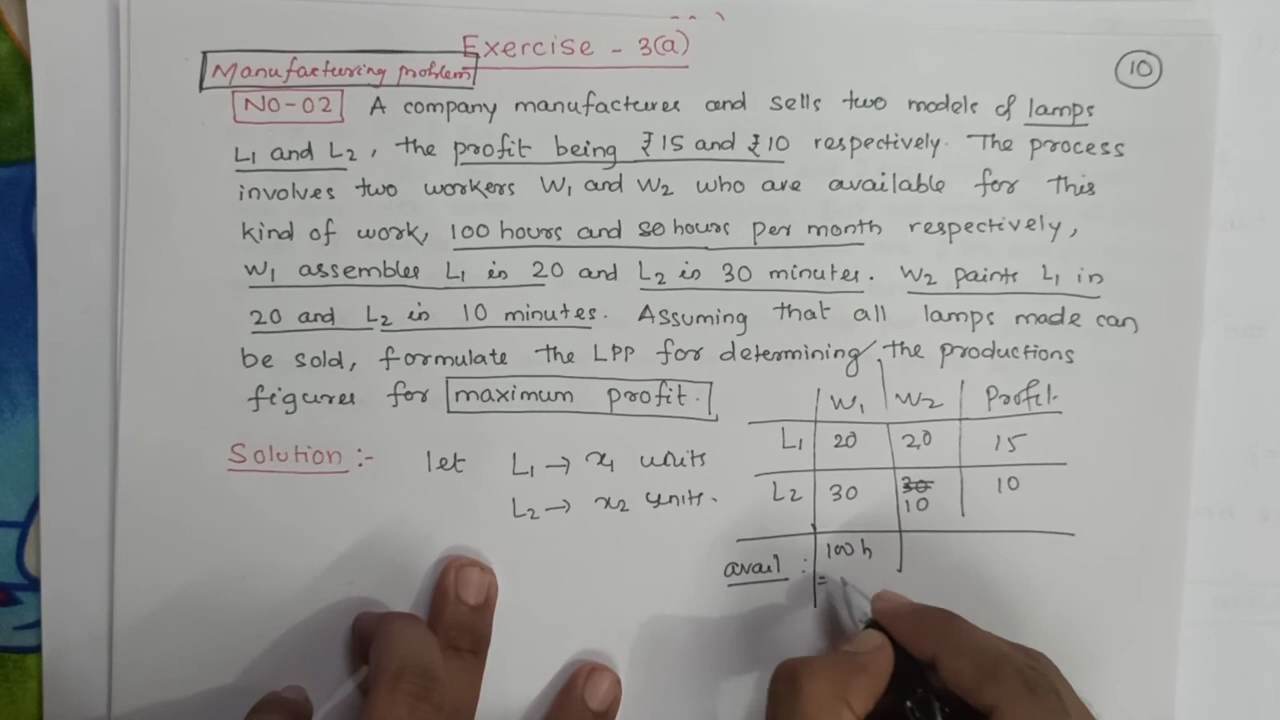 Exercise - 3(a)
Manufacturing problem
10
NO-02 A company manufactures and sells two models of lamps
L1 and L2, the profit being ₹15 and ₹10 respectively. The process
involves two workers W1 and W2 who are available for this
kind of work, 100 hours and 80 hours per month respectively,
W1 assembles L1 in 20 and L2 in 30 minutes. W2 paints L1 in
20 and L2 in 10 minutes. Assuming that all lamps made can
be sold, formulate the LPP for determining the productions
figures for maximum profit.
W1 W2 Profit.
Solution :- let L1 → x1 units
L1 20 20 15
L2 → x2 units.
L2 30 30 10
10
avail : 100 h
=